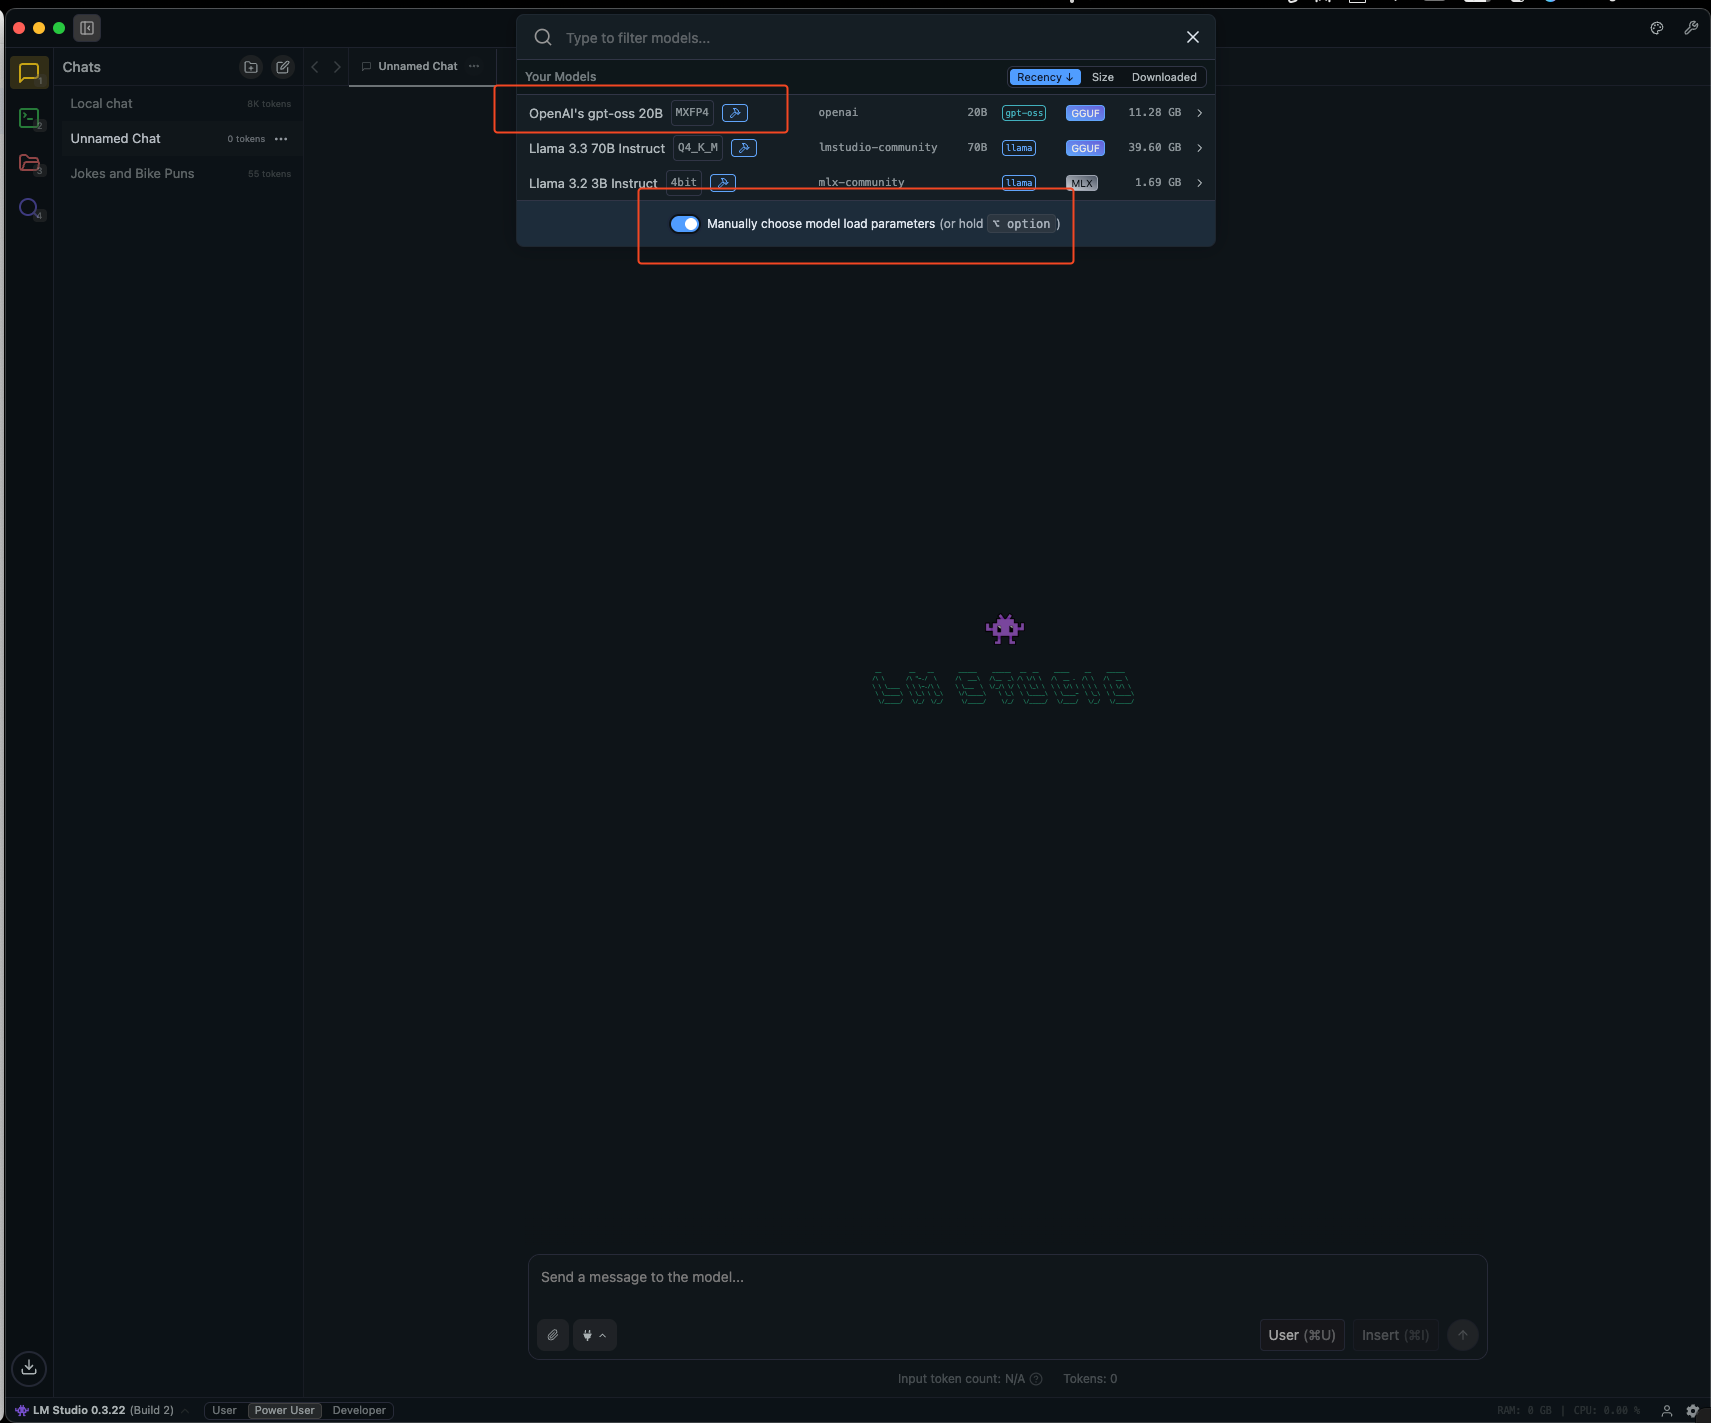 Type to filter models...
Chats
Unnamed Chat
Your Models
Recency ↓ Size Downloaded
Local chat 8K tokens
Unnamed Chat 0 tokens
Jokes and Bike Puns 55 tokens
OpenAI's gpt-oss 20B MXFP4 openai 20B gpt-oss GGUF 11.28 GB
Llama 3.3 70B Instruct Q4_K_M lmstudio-community 70B llama GGUF 39.60 GB
Llama 3.2 3B Instruct 4bit mlx-community llama MLX 1.69 GB
Manually choose model load parameters (or hold ⌥ option)
1
2
3
4
LM STUDIO
Send a message to the model...
User (⌘U) Insert (⌘I)
Input token count: N/A ? Tokens: 0
LM Studio 0.3.22 (Build 2) User Power User Developer RAM: 0 GB | CPU: 0.00 %